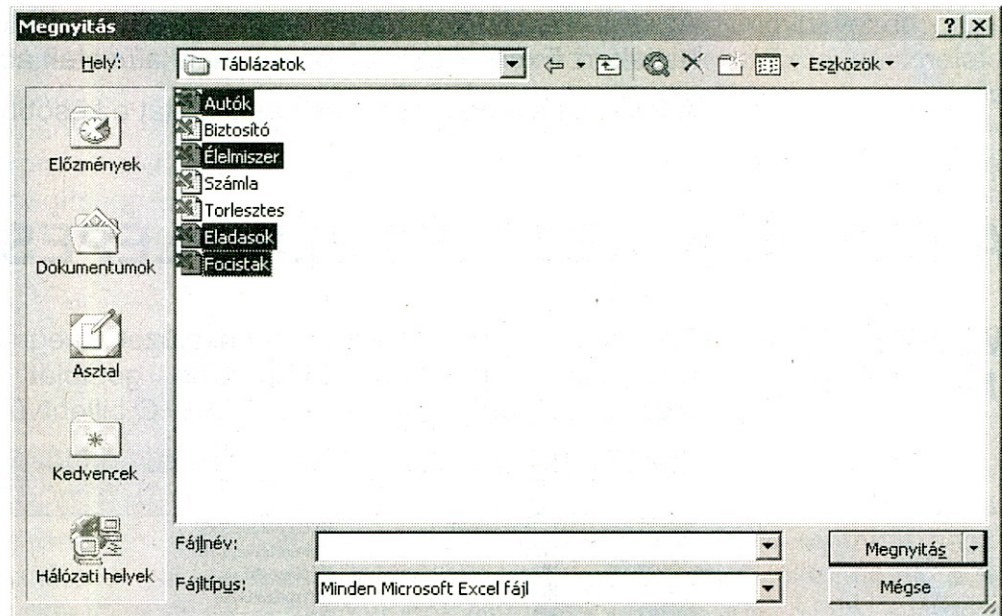 Megnyitás
Hely: Táblázatok Eszközök
Előzmények
Dokumentumok
Asztal
Kedvencek
Hálózati helyek
Autók
Biztosító
Élelmiszer
Számla
Torlesztes
Eladasok
Focistak
Fájlnév: Megnyitás
Fájltípus: Minden Microsoft Excel fájl Mégse